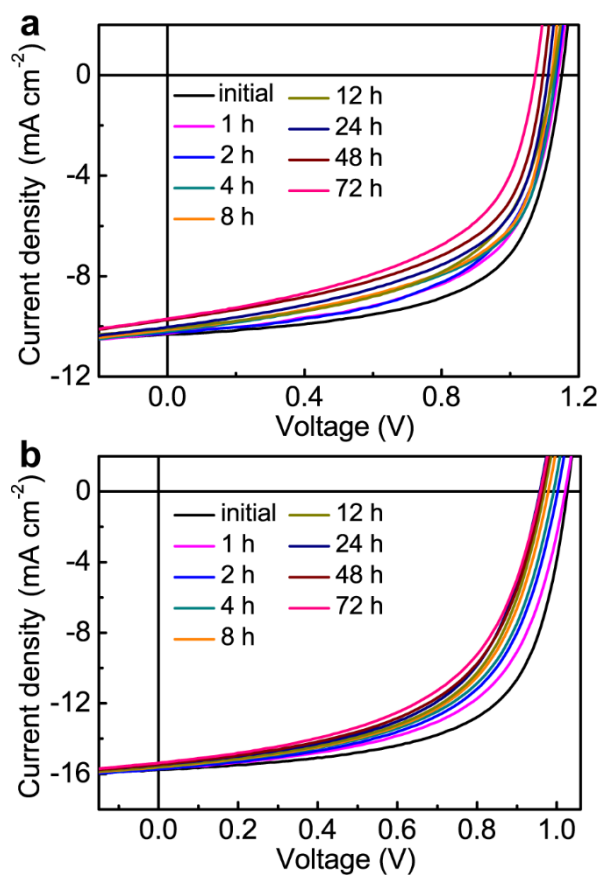 a
Current density (mA cm⁻²)
0
-4
-8
-12
initial
1 h
2 h
4 h
8 h
12 h
24 h
48 h
72 h
0.0
0.4
0.8
1.2
Voltage (V)
b
Current density (mA cm⁻²)
0
-4
-8
-12
-16
initial
1 h
2 h
4 h
8 h
12 h
24 h
48 h
72 h
0.0
0.2
0.4
0.6
0.8
1.0
Voltage (V)